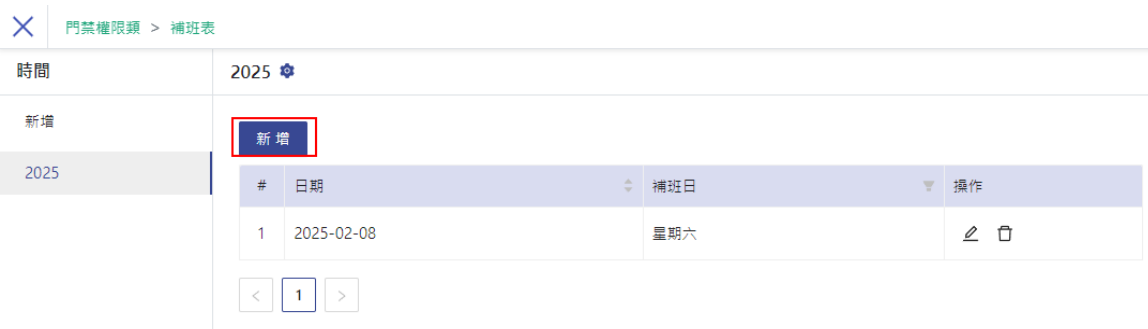 門禁權限類 > 補班表
時間
2025
新增
2025
新增
# 日期 補班日 操作
1 2025-02-08 星期六
< 1 >